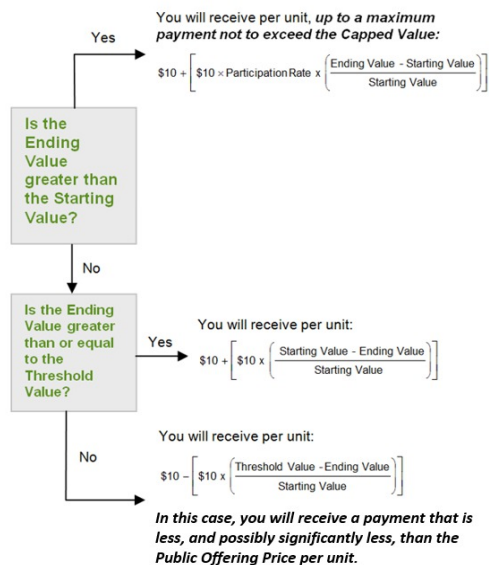 You will receive per unit, up to a maximum
payment not to exceed the Capped Value:
Yes
$10 + [ $10 × Participation Rate x ( Ending Value - Starting Value / Starting Value ) ]
Is the
Ending
Value
greater than
the Starting
Value?
No
Is the Ending
Value greater
than or equal
to the
Threshold
Value?
Yes
You will receive per unit:
$10 + [ $10 x ( Starting Value - Ending Value / Starting Value ) ]
You will receive per unit:
No
$10 – [ $10 x ( Threshold Value - Ending Value / Starting Value ) ]
In this case, you will receive a payment that is
less, and possibly significantly less, than the
Public Offering Price per unit.